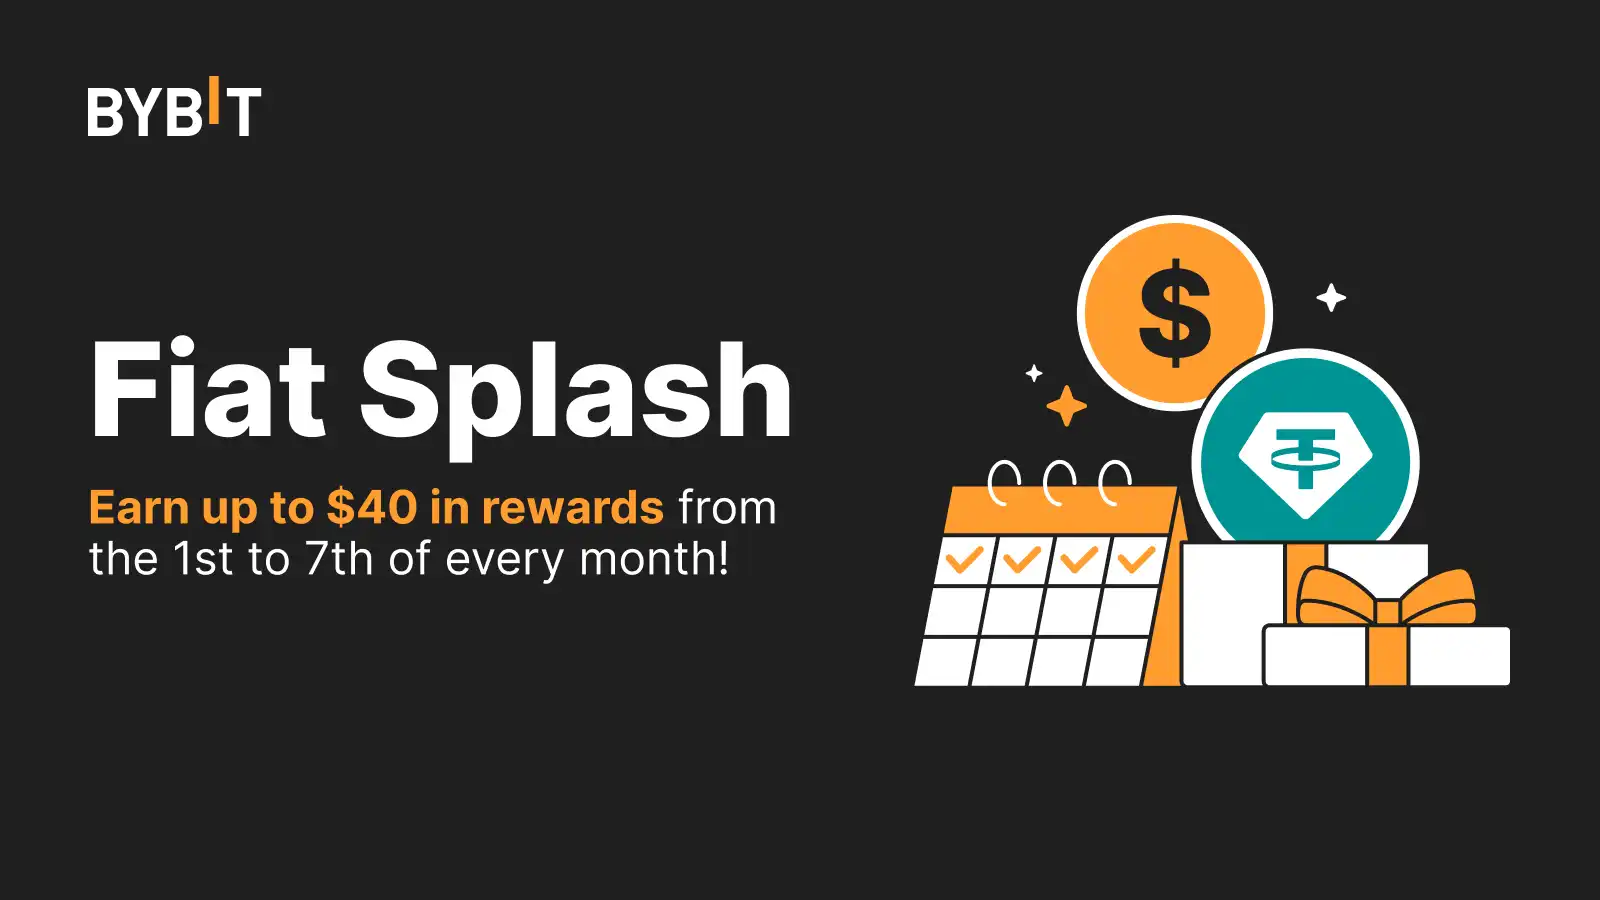 BYBIT
Fiat Splash
Earn up to $40 in rewards from
the 1st to 7th of every month!
$